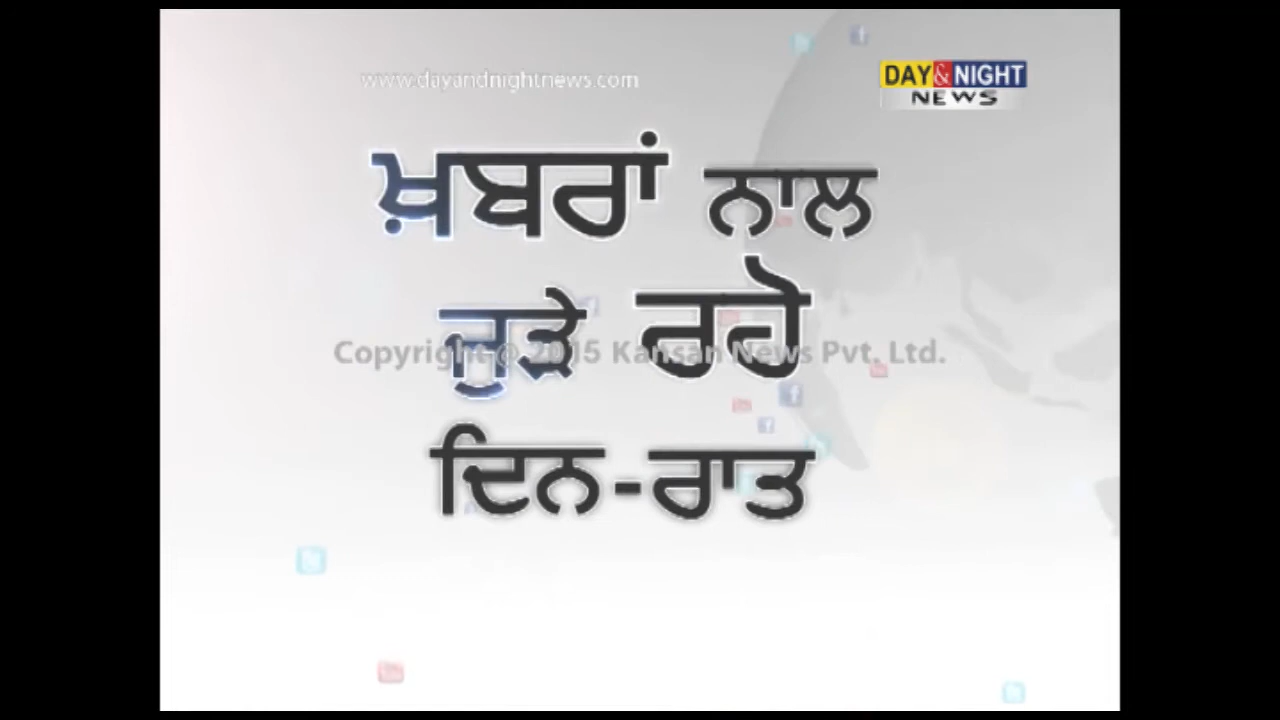 www.dayandnightnews.com
DAY & NIGHT
NEWS
ਖ਼ਬਰਾਂ ਨਾਲ
ਜੁੜੇ ਰਹੋ
Copyright @ 2015 Kansan News Pvt. Ltd.
ਦਿਨ-ਰਾਤ